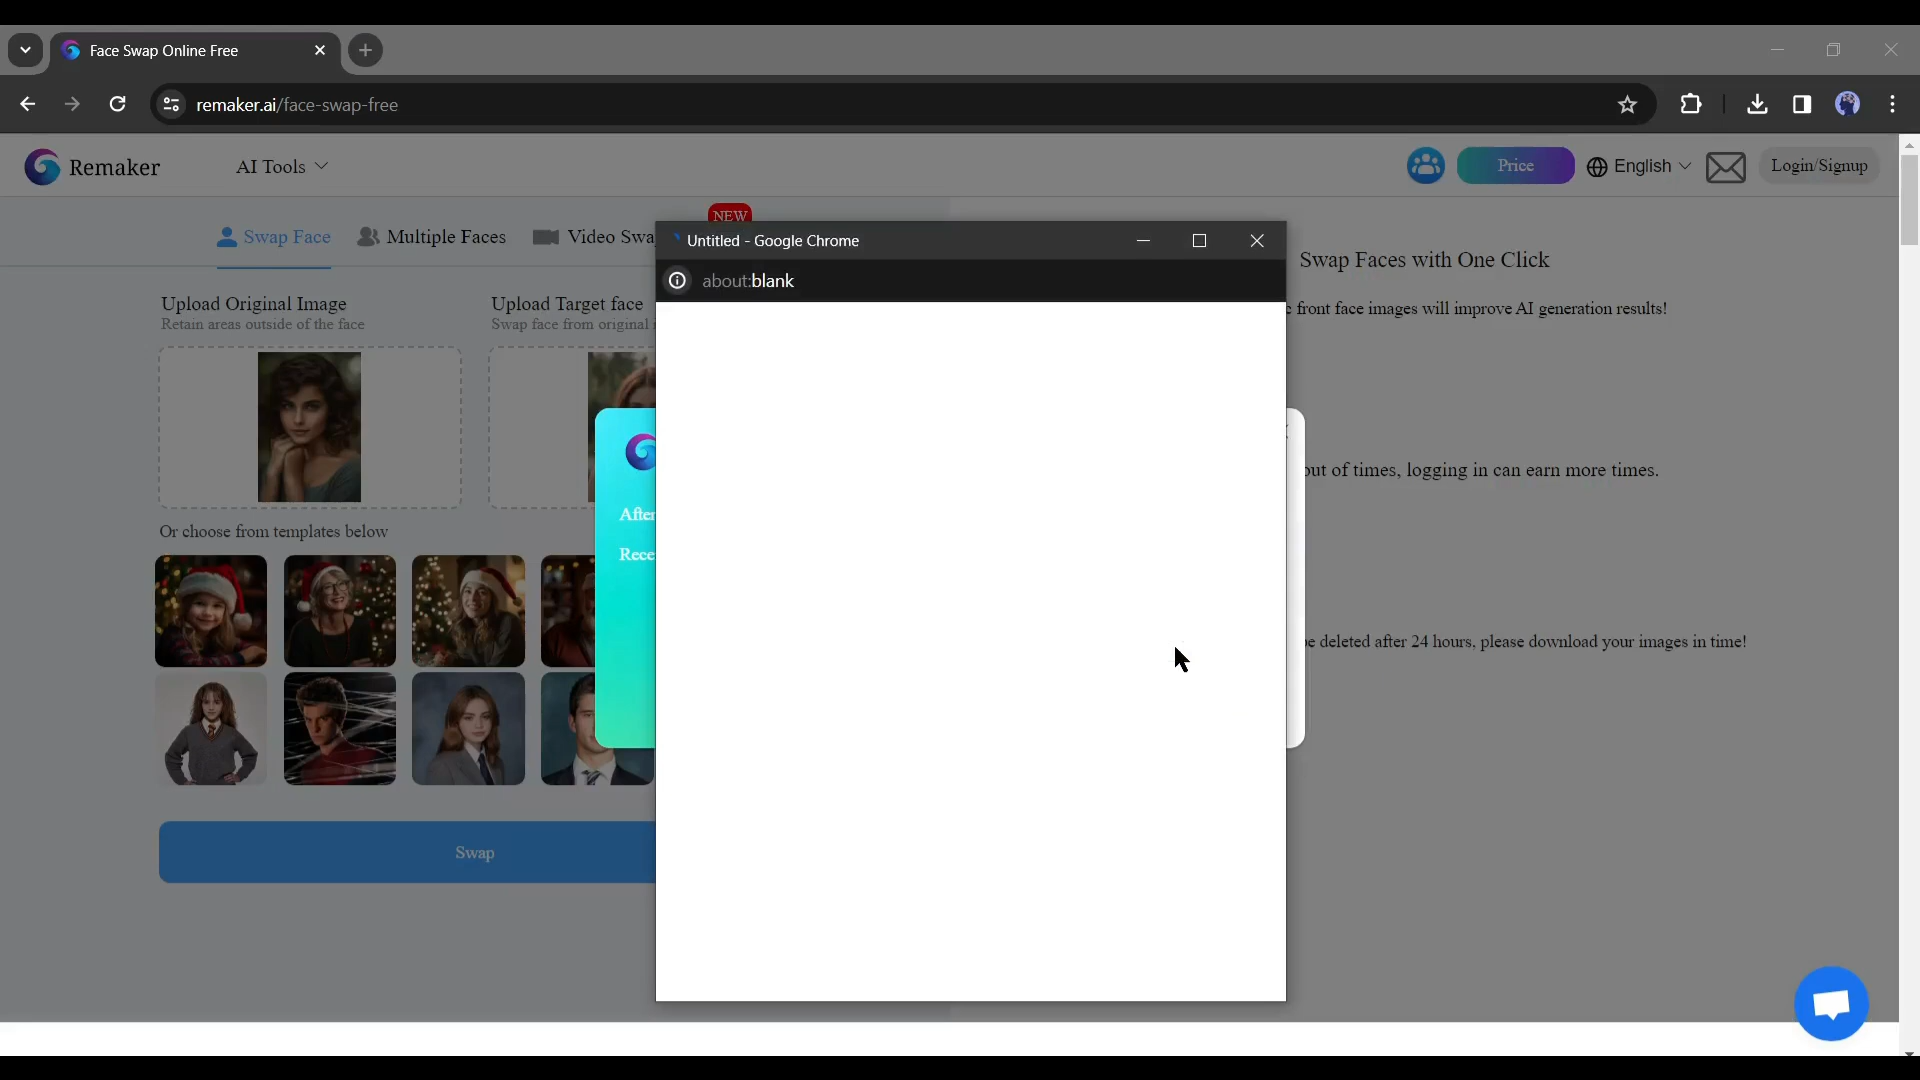 Face Swap Online Free
remaker.ai/face-swap-free
Remaker
AI Tools
Price
English
Login/Signup
NEW
Swap Face
Multiple Faces
Video Swap
Untitled - Google Chrome
about:blank
Swap Faces with One Click
Upload Original Image
Retain areas outside of the face
Upload Target face
Swap face from original
front face images will improve AI generation results!
out of times, logging in can earn more times.
After
Rece
Or choose from templates below
be deleted after 24 hours, please download your images in time!
Swap